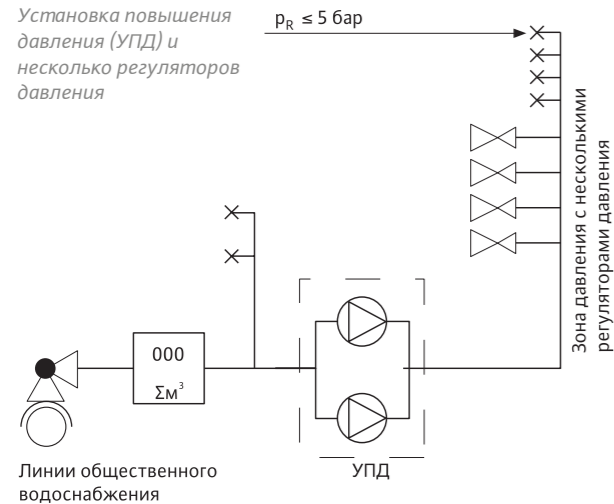 Установка повышения
давления (УПД) и
несколько регуляторов
давления
pR ≤ 5 бар
Зона давления с несколькими
регуляторами давления
000
Σм³
УПД
Линии общественного
водоснабжения